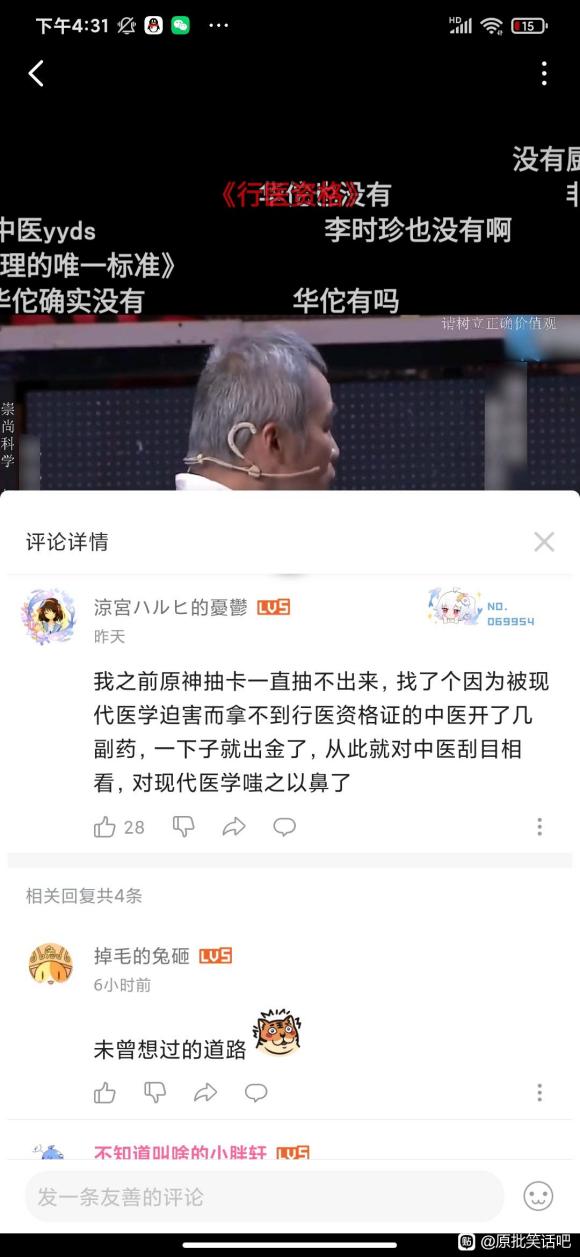 下午4:31
HD
15
没有
《行医资格》
没有
中医yyds
李时珍也没有啊
理的唯一标准》
华佗确实没有
华佗有吗
请树立正确价值观
崇尚科学
评论详情
涼宮ハルヒ的憂鬱 LV5
NO.
069954
昨天
我之前原神抽卡一直抽不出来，找了个因为被现
代医学迫害而拿不到行医资格证的中医开了几
副药，一下子就出金了，从此就对中医刮目相
看，对现代医学嗤之以鼻了
28
相关回复共4条
掉毛的兔砸 LV5
6小时前
未曾想过的道路
不知道叫啥的小胖轩 LV5
发一条友善的评论
贴 @原批笑话吧